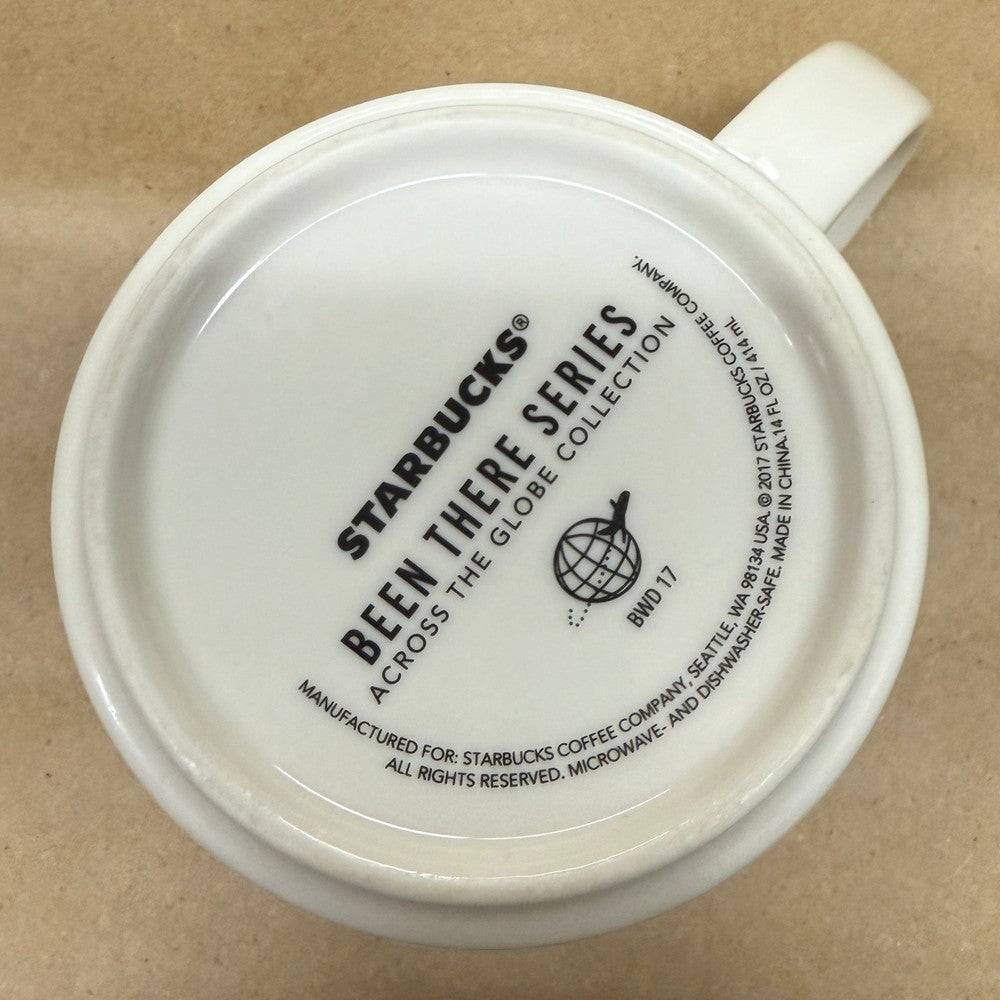 STARBUCKS®
BEEN THERE SERIES
ACROSS THE GLOBE COLLECTION
BWD 17
MANUFACTURED FOR: STARBUCKS COFFEE COMPANY, SEATTLE, WA 98134 USA. © 2017 STARBUCKS COFFEE COMPANY.
ALL RIGHTS RESERVED. MICROWAVE- AND DISHWASHER-SAFE. MADE IN CHINA.14 FL OZ / 414 mL